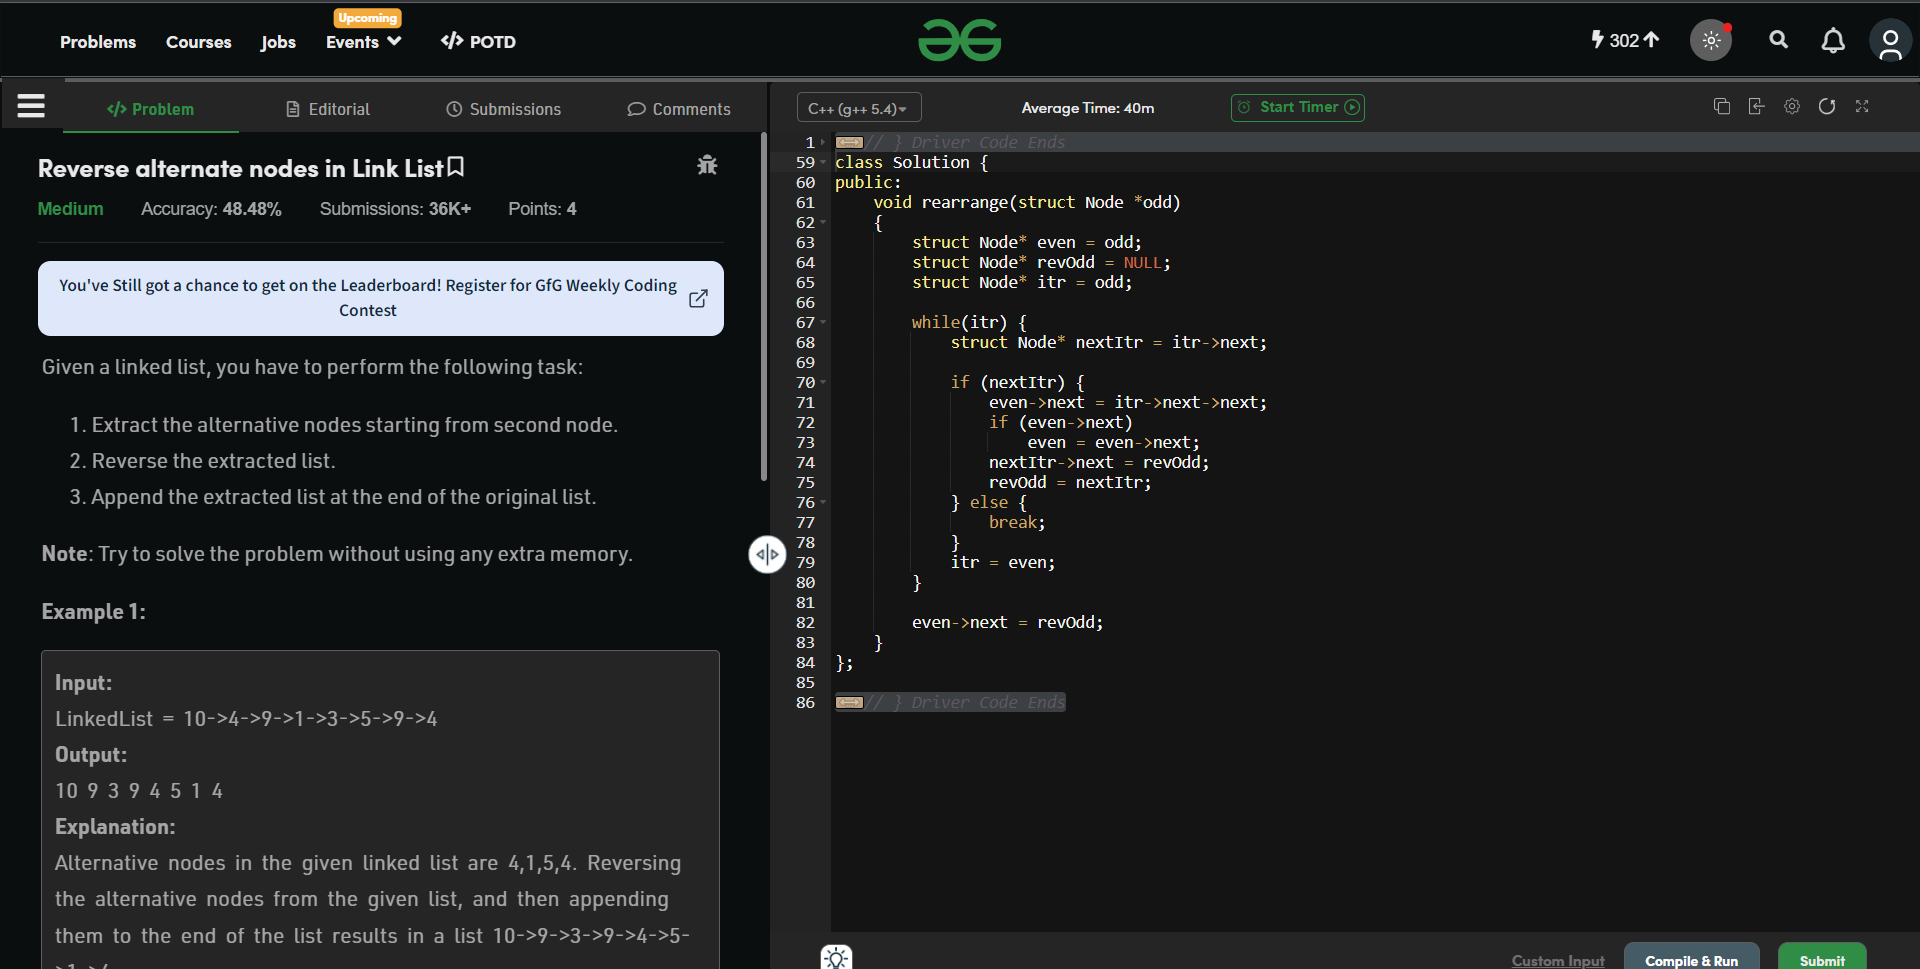 Problems
Courses
Jobs
Upcoming
Events
</> POTD
302
</> Problem
Editorial
Submissions
Comments
Reverse alternate nodes in Link List
Medium
Accuracy: 48.48%
Submissions: 36K+
Points: 4
You've Still got a chance to get on the Leaderboard! Register for GfG Weekly Coding
Contest
Given a linked list, you have to perform the following task:
1. Extract the alternative nodes starting from second node.
2. Reverse the extracted list.
3. Append the extracted list at the end of the original list.
Note: Try to solve the problem without using any extra memory.
Example 1:
Input:
LinkedList = 10->4->9->1->3->5->9->4
Output:
10 9 3 9 4 5 1 4
Explanation:
Alternative nodes in the given linked list are 4,1,5,4. Reversing
the alternative nodes from the given list, and then appending
them to the end of the list results in a list 10->9->3->9->4->5-
C++ (g++ 5.4)
Average Time: 40m
Start Timer
1 // } Driver Code Ends
59 class Solution {
60 public:
61     void rearrange(struct Node *odd)
62     {
63         struct Node* even = odd;
64         struct Node* revOdd = NULL;
65         struct Node* itr = odd;
66
67         while(itr) {
68             struct Node* nextItr = itr->next;
69
70             if (nextItr) {
71                 even->next = itr->next->next;
72                 if (even->next)
73                     even = even->next;
74                 nextItr->next = revOdd;
75                 revOdd = nextItr;
76             } else {
77                 break;
78             }
79             itr = even;
80         }
81
82         even->next = revOdd;
83     }
84 };
85
86 // } Driver Code Ends
Custom Input
Compile & Run
Submit